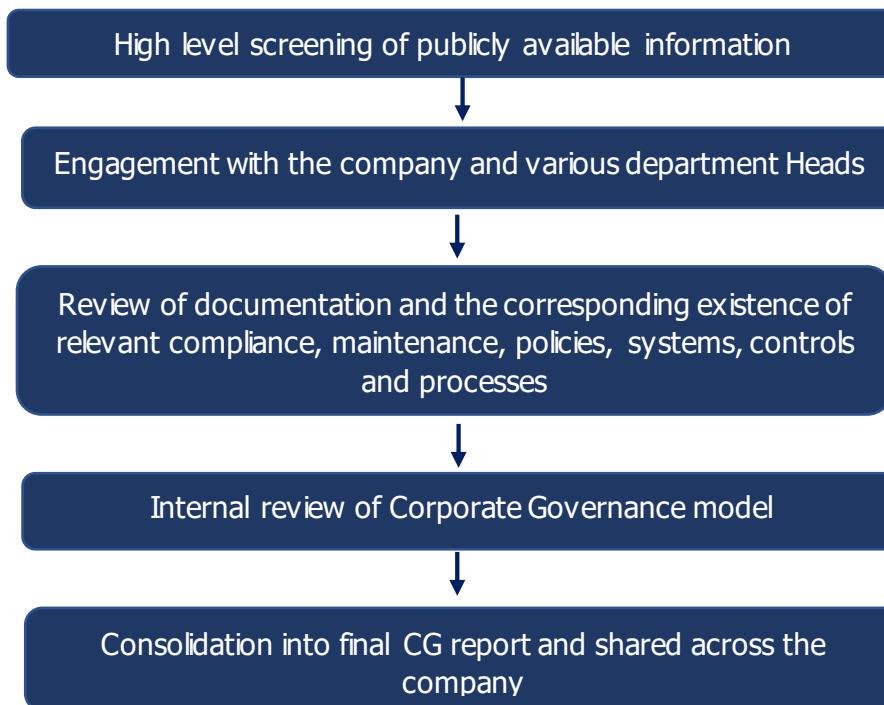 High level screening of publicly available information
Engagement with the company and various department Heads
Review of documentation and the corresponding existence of
relevant compliance, maintenance, policies, systems, controls
and processes
Internal review of Corporate Governance model
Consolidation into final CG report and shared across the
company